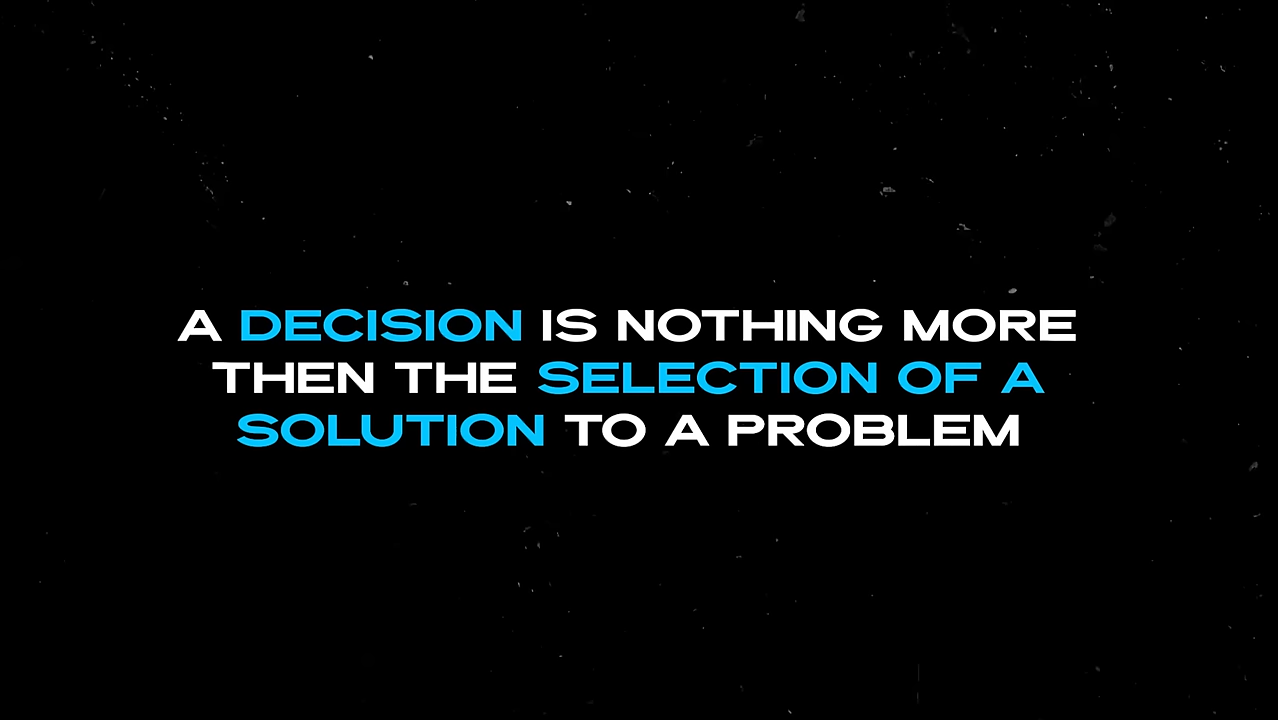 A DECISION IS NOTHING MORE
THEN THE SELECTION OF A
SOLUTION TO A PROBLEM